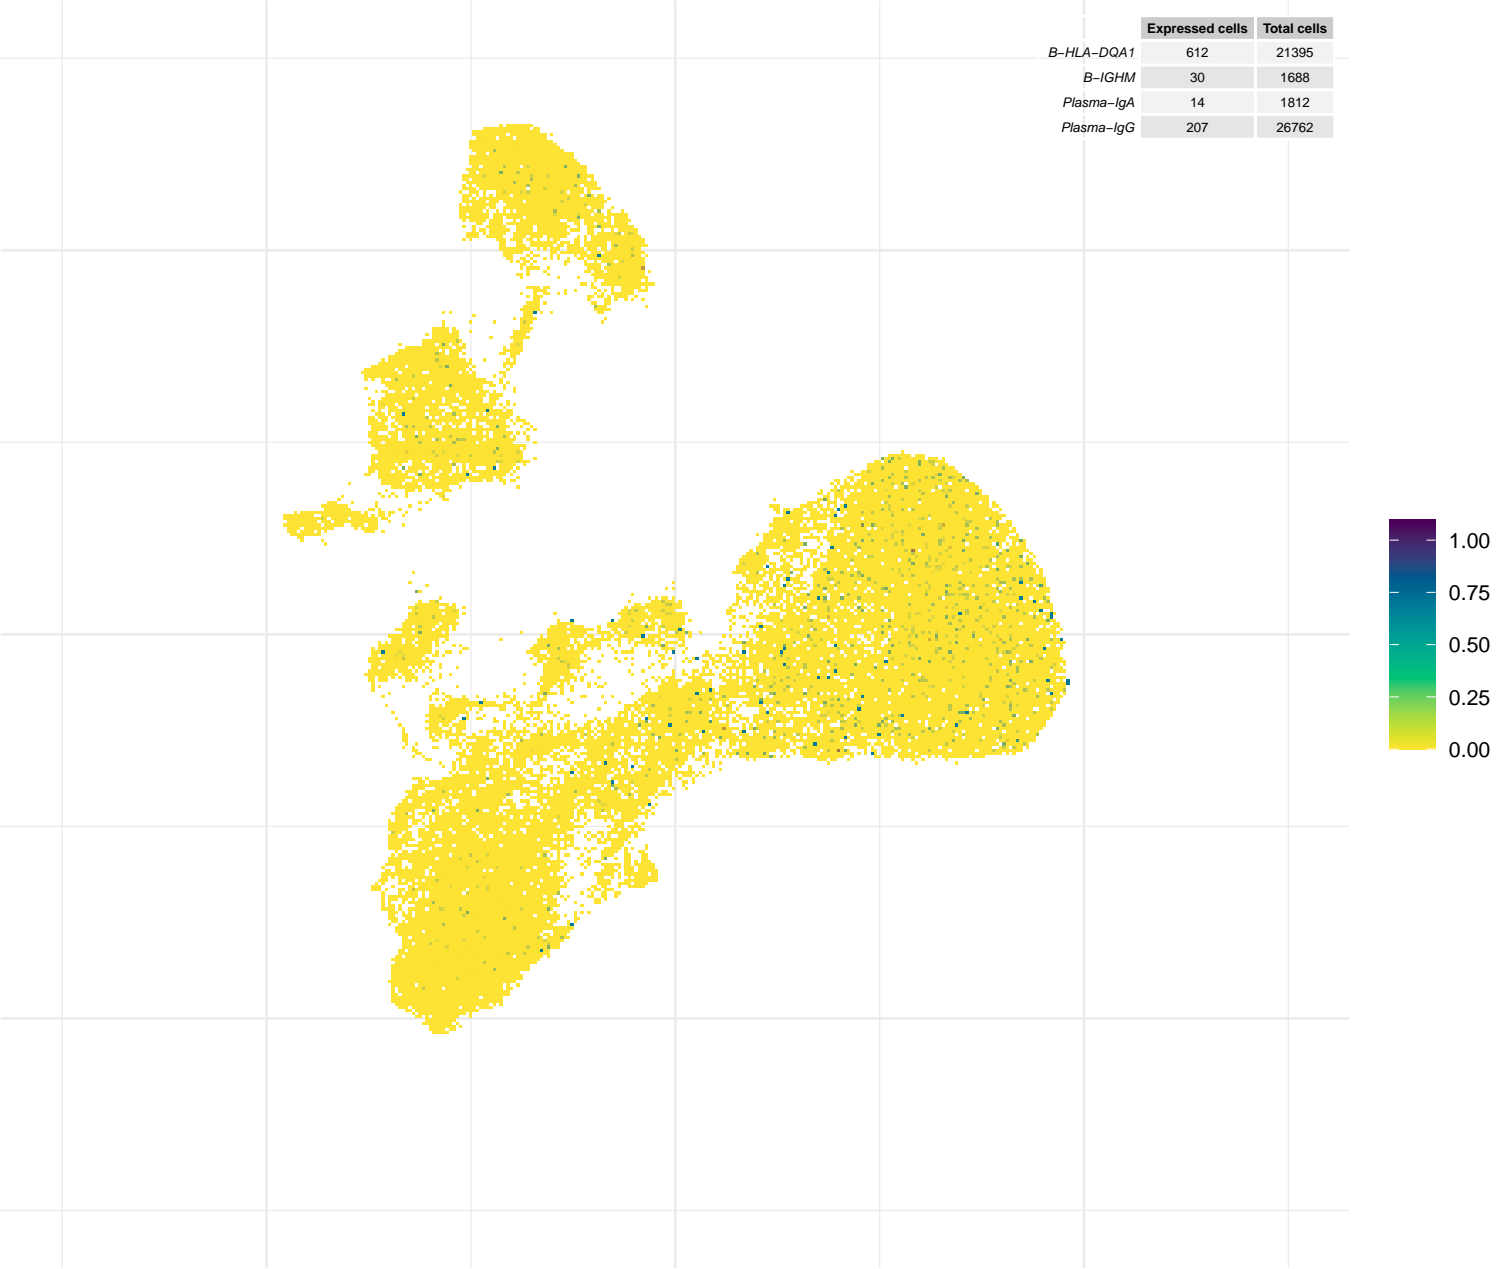 Expressed cells Total cells
B−HLA−DQA1 612 21395
B−IGHM 30 1688
Plasma−IgA 14 1812
Plasma−IgG 207 26762
1.00
0.75
0.50
0.25
0.00